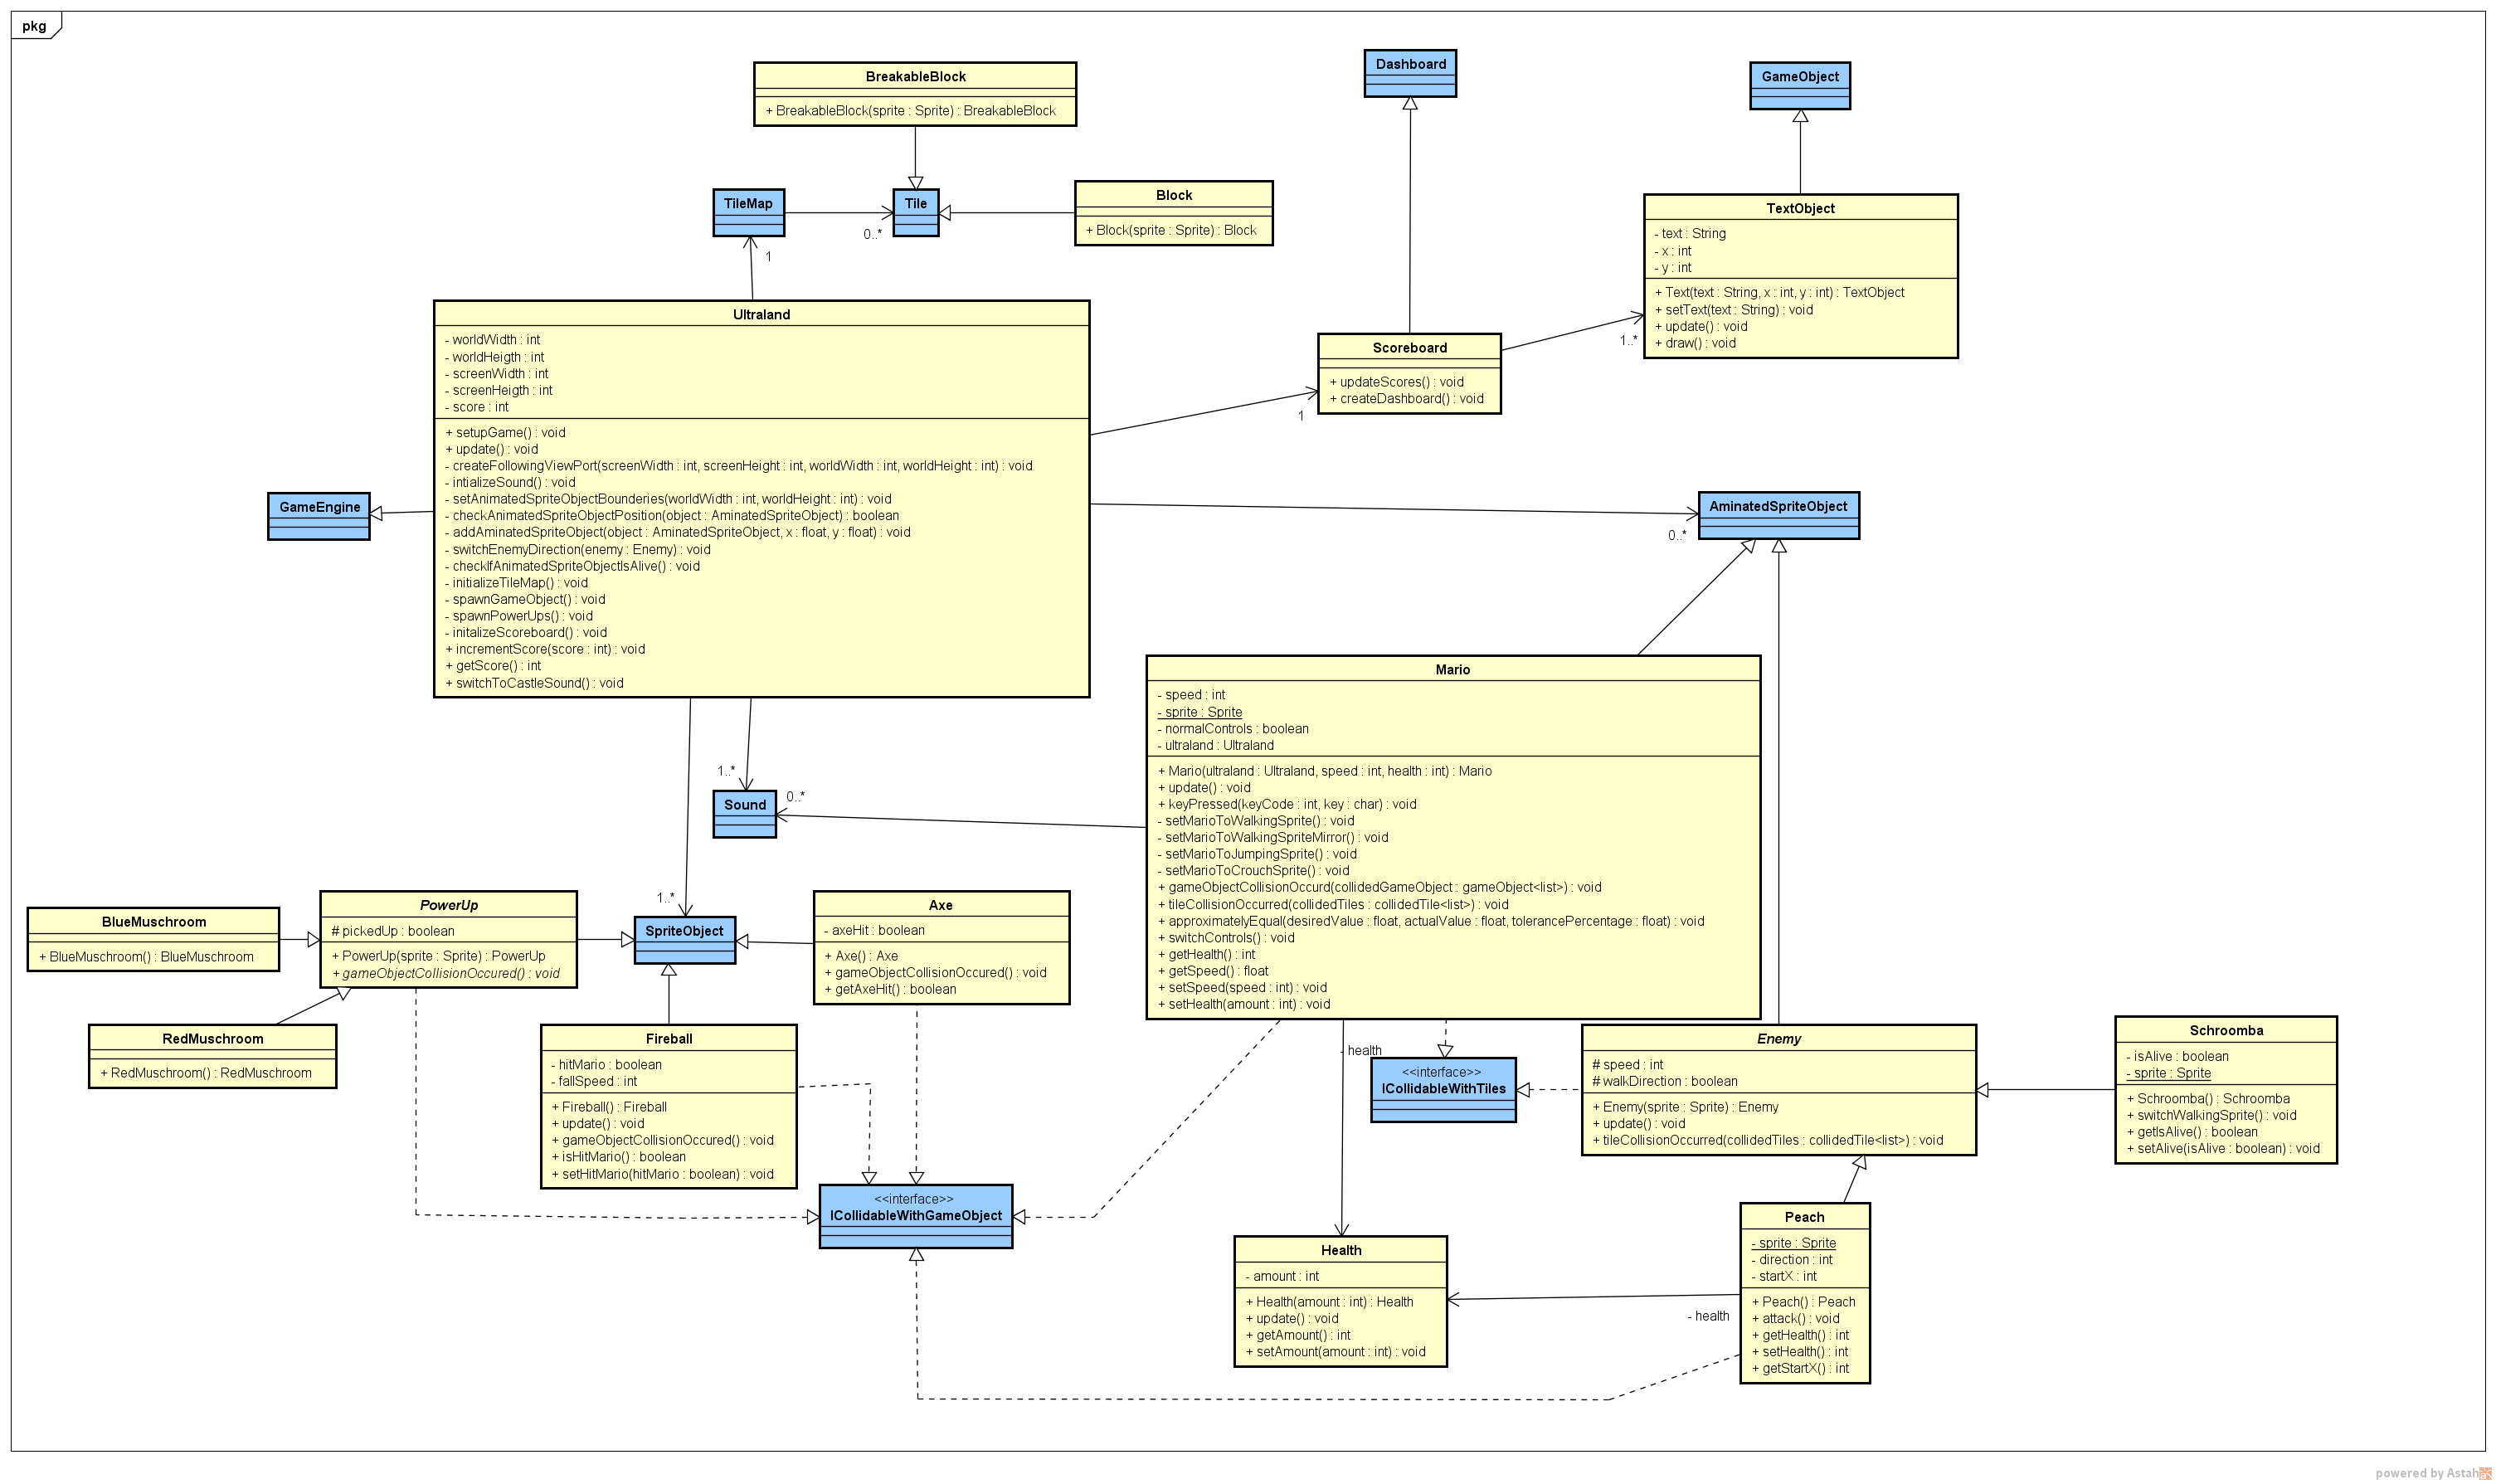 pkg
BreakableBlock
+ BreakableBlock(sprite : Sprite) : BreakableBlock
Dashboard
GameObject
TileMap
Tile
0..*
1
Block
+ Block(sprite : Sprite) : Block
TextObject
- text : String
- x : int
- y : int
+ Text(text : String, x : int, y : int) : TextObject
+ setText(text : String) : void
+ update() : void
+ draw() : void
1..*
Ultraland
- worldWidth : int
- worldHeigth : int
- screenWidth : int
- screenHeigth : int
- score : int
+ setupGame() : void
+ update() : void
- createFollowingViewPort(screenWidth : int, screenHeight : int, worldWidth : int, worldHeight : int) : void
- intializeSound() : void
- setAnimatedSpriteObjectBounderies(worldWidth : int, worldHeight : int) : void
- checkAnimatedSpriteObjectPosition(object : AminatedSpriteObject) : boolean
- addAminatedSpriteObject(object : AminatedSpriteObject, x : float, y : float) : void
- switchEnemyDirection(enemy : Enemy) : void
- checkIfAnimatedSpriteObjectIsAlive() : void
- initializeTileMap() : void
- spawnGameObject() : void
- spawnPowerUps() : void
- initalizeScoreboard() : void
+ incrementScore(score : int) : void
+ getScore() : int
+ switchToCastleSound() : void
Scoreboard
+ updateScores() : void
+ createDashboard() : void
1
GameEngine
AminatedSpriteObject
0..*
Mario
- speed : int
- sprite : Sprite
- normalControls : boolean
- ultraland : Ultraland
+ Mario(ultraland : Ultraland, speed : int, health : int) : Mario
+ update() : void
+ keyPressed(keyCode : int, key : char) : void
- setMarioToWalkingSprite() : void
- setMarioToWalkingSpriteMirror() : void
- setMarioToJumpingSprite() : void
- setMarioToCrouchSprite() : void
+ gameObjectCollisionOccurd(collidedGameObject : gameObject<list>) : void
+ tileCollisionOccurred(collidedTiles : collidedTile<list>) : void
+ approximatelyEqual(desiredValue : float, actualValue : float, tolerancePercentage : float) : void
+ switchControls() : void
+ getHealth() : int
+ getSpeed() : float
+ setSpeed(speed : int) : void
+ setHealth(amount : int) : void
1..*
Sound
0..*
1..*
BlueMuschroom
+ BlueMuschroom() : BlueMuschroom
PowerUp
# pickedUp : boolean
+ PowerUp(sprite : Sprite) : PowerUp
+ gameObjectCollisionOccured() : void
SpriteObject
Axe
- axeHit : boolean
+ Axe() : Axe
+ gameObjectCollisionOccured() : void
+ getAxeHit() : boolean
RedMuschroom
+ RedMuschroom() : RedMuschroom
Fireball
- hitMario : boolean
- fallSpeed : int
+ Fireball() : Fireball
+ update() : void
+ gameObjectCollisionOccured() : void
+ isHitMario() : boolean
+ setHitMario(hitMario : boolean) : void
- health
<<interface>>
ICollidableWithTiles
Enemy
# speed : int
# walkDirection : boolean
+ Enemy(sprite : Sprite) : Enemy
+ update() : void
+ tileCollisionOccurred(collidedTiles : collidedTile<list>) : void
Schroomba
- isAlive : boolean
- sprite : Sprite
+ Schroomba() : Schroomba
+ switchWalkingSprite() : void
+ getIsAlive() : boolean
+ setAlive(isAlive : boolean) : void
<<interface>>
ICollidableWithGameObject
Health
- amount : int
+ Health(amount : int) : Health
+ update() : void
+ getAmount() : int
+ setAmount(amount : int) : void
- health
Peach
- sprite : Sprite
- direction : int
- startX : int
+ Peach() : Peach
+ attack() : void
+ getHealth() : int
+ setHealth() : int
+ getStartX() : int
powered by Astah